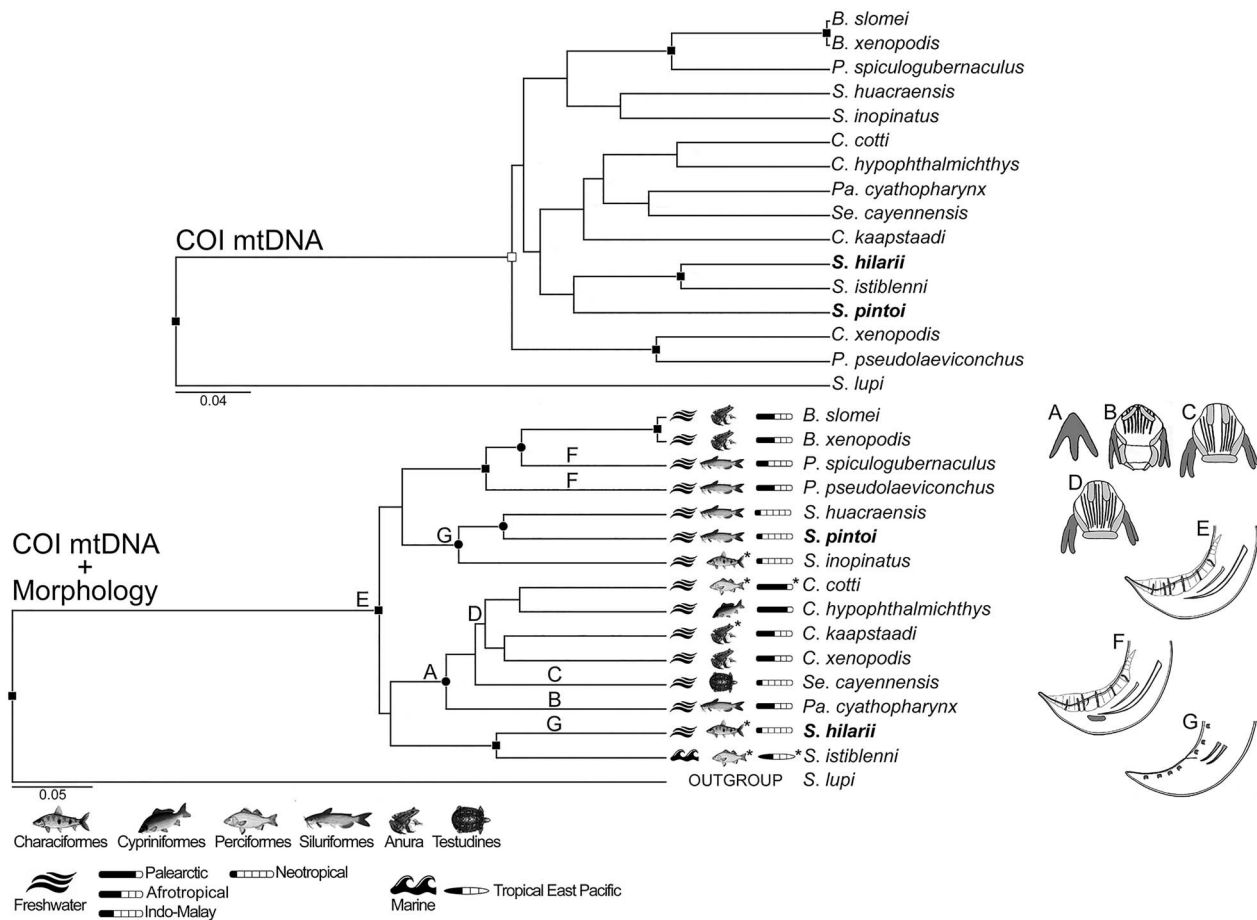 B. slomei
B. xenopodis
P. spiculogubernaculus
S. huacraensis
S. inopinatus
C. cotti
C. hypophthalmichthys
Pa. cyathopharynx
Se. cayennensis
C. kaapstaadi
COI mtDNA
S. hilarii
S. istiblenni
S. pintoi
C. xenopodis
P. pseudolaeviconchus
S. lupi
0.04
B. slomei
B. xenopodis
F P. spiculogubernaculus
F P. pseudolaeviconchus
S. huacraensis
G S. pintoi
* S. inopinatus
COI mtDNA
+
Morphology
E
* * C. cotti
D C. hypophthalmichthys
* C. kaapstaadi
C. xenopodis
A C Se. cayennensis
B Pa. cyathopharynx
G * S. hilarii
* * S. istiblenni
OUTGROUP S. lupi
0.05
A B C
D
E
F
G
Characiformes Cypriniformes Perciformes Siluriformes Anura Testudines
Freshwater
Palearctic
Afrotropical
Indo-Malay
Neotropical
Marine
Tropical East Pacific